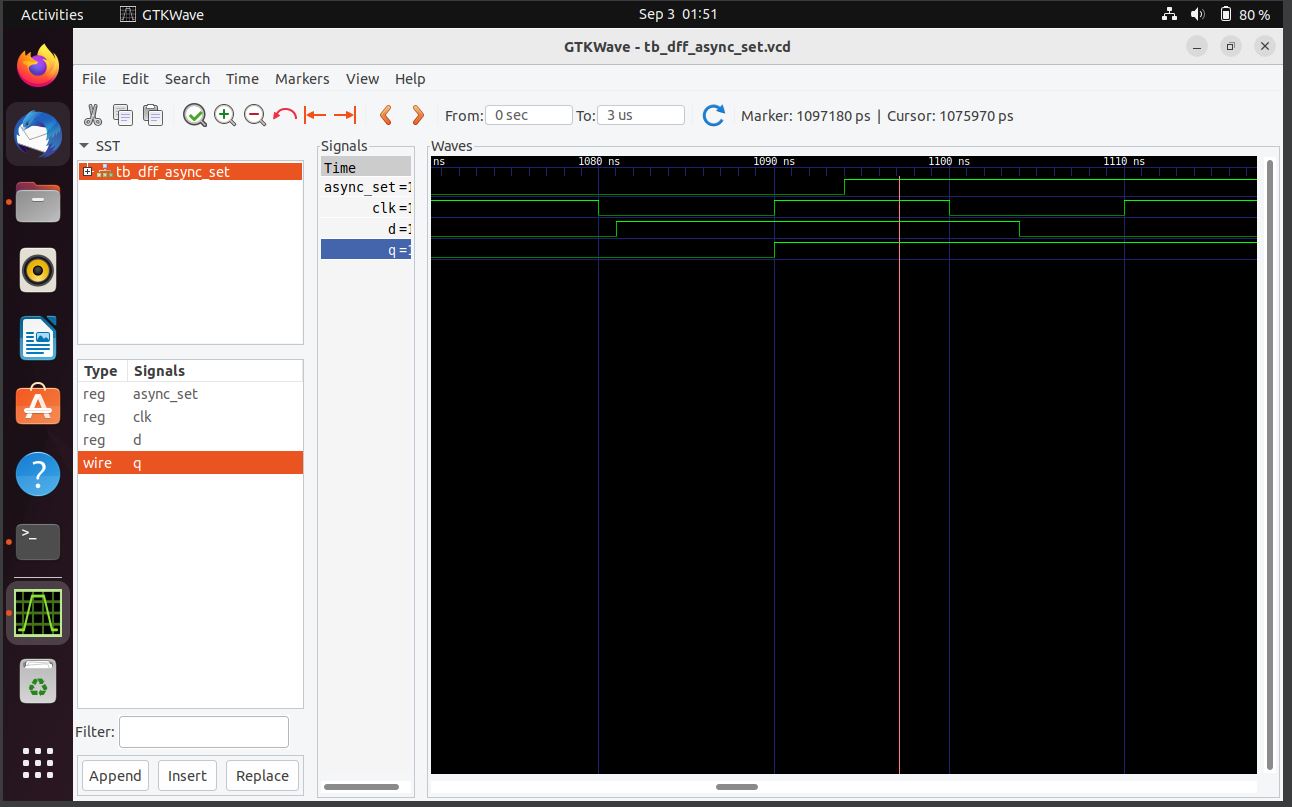 Activities GTKWave Sep 3 01:51 80 %
GTKWave - tb_dff_async_set.vcd
File Edit Search Time Markers View Help
From: 0 sec To: 3 us Marker: 1097180 ps | Cursor: 1075970 ps
SST
tb_dff_async_set
Type Signals
reg async_set
reg clk
reg d
wire q
Filter:
Append Insert Replace
Signals
Time
async_set =1
clk =1
d =1
q =1
Waves
ns 1080 ns 1090 ns 1100 ns 1110 ns